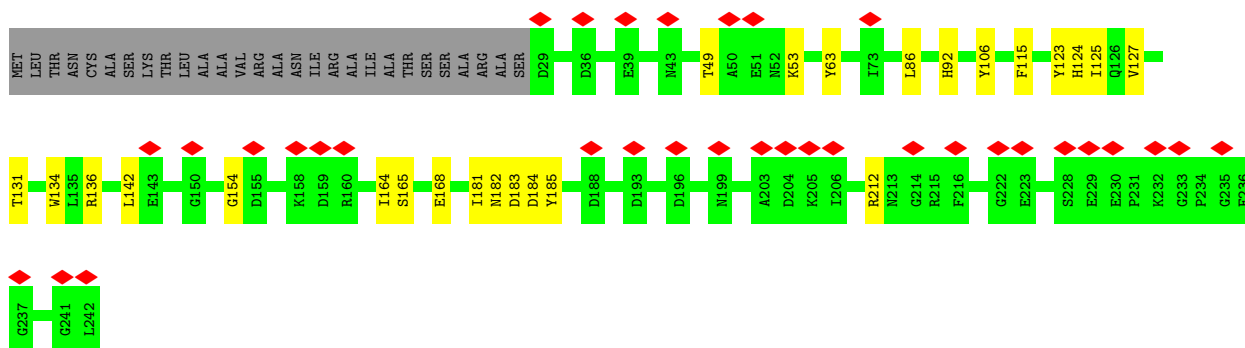 MET LEU THR ASN CYS ALA ALA SER LYS THR LEU ALA ALA VAL ARG ALA ASN ILE ARG ALA ILE ALA THR SER SER ALA ARG ALA SER D29 D36 E39 N43 T49 A50 E51 N52 K53 Y63 I73 L86 H92 Y106 F115 Y123 H124 I125 Q126 V127
T131 W134 L135 R136 L142 E143 G150 G154 D155 K158 D159 R160 I164 S165 E168 I181 N182 D183 D184 Y185 D188 D193 D196 N199 A203 D204 K205 I206 R212 N213 G214 R215 F216 G222 E223 S228 E229 E230 P231 K232 G233 P234 G235 E236
G237 G241 L242